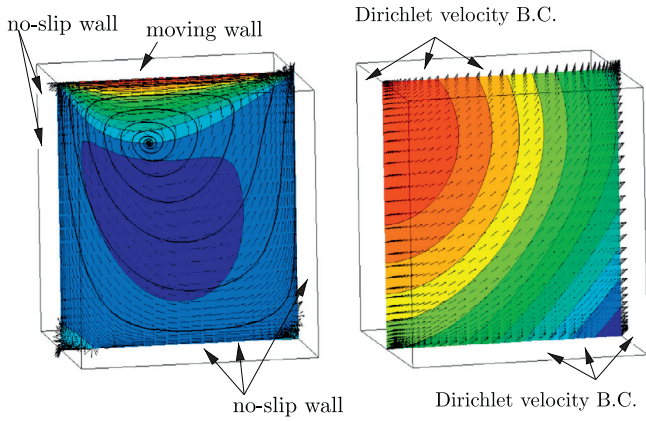 no-slip wall
moving wall
no-slip wall
Dirichlet velocity B.C.
Dirichlet velocity B.C.